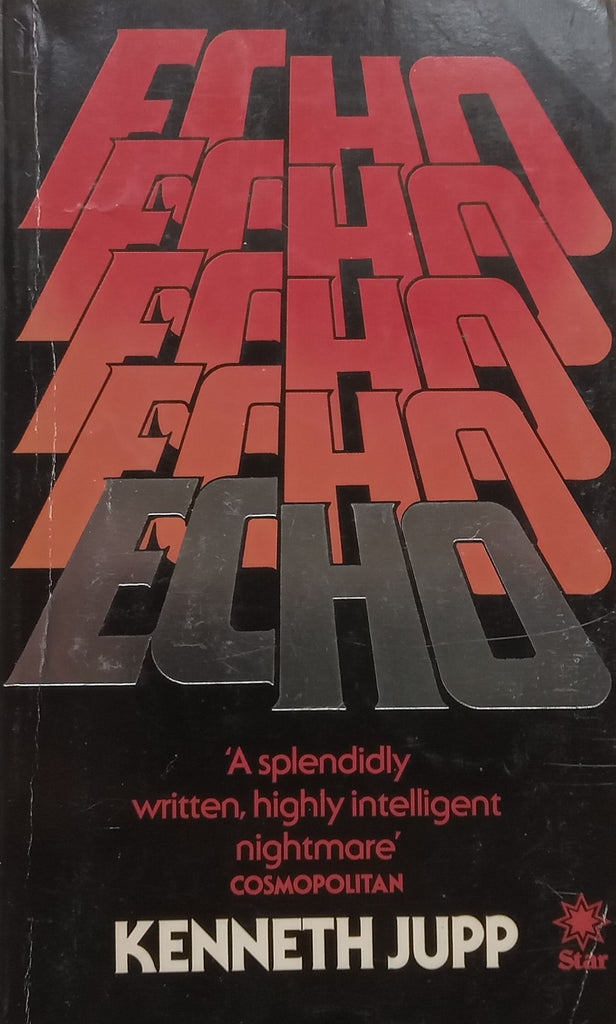 ECHO
ECHO
ECHO
ECHO
ECHO
‘A splendidly
written, highly intelligent
nightmare’
COSMOPOLITAN
KENNETH JUPP
Star